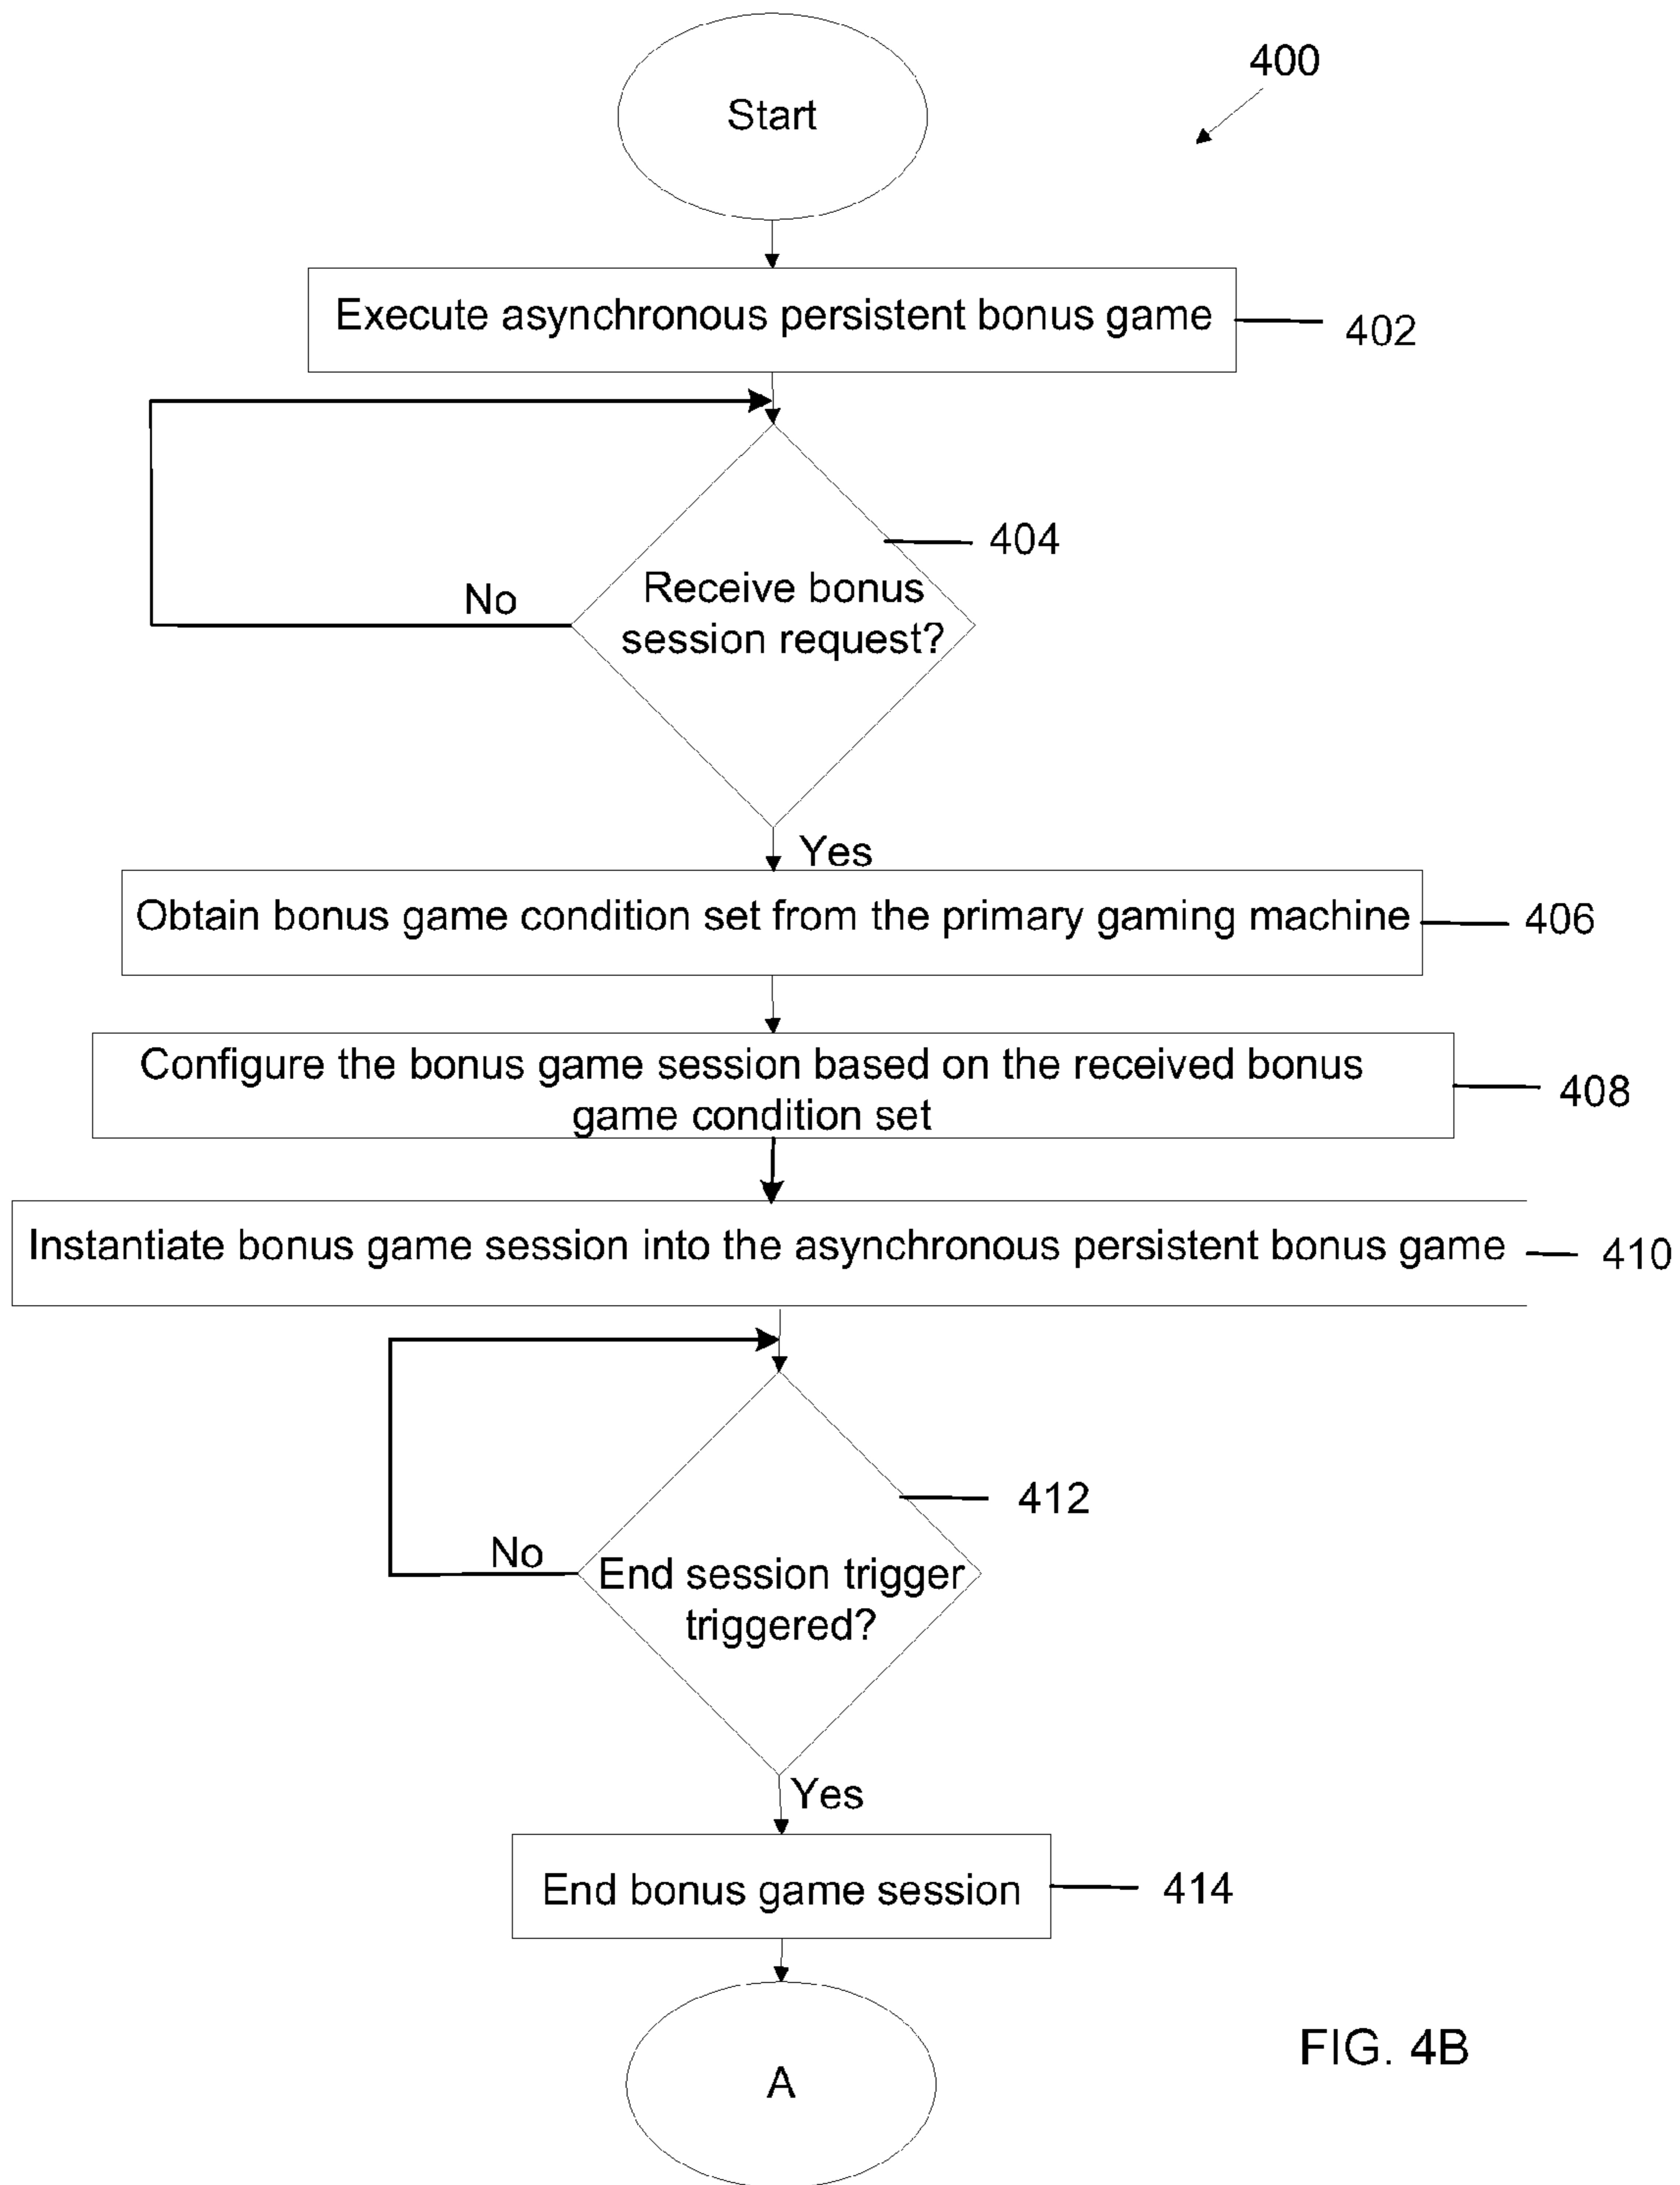 Start
400
Execute asynchronous persistent bonus game
402
404
Receive bonus
session request?
No
Yes
Obtain bonus game condition set from the primary gaming machine
406
Configure the bonus game session based on the received bonus
game condition set
408
Instantiate bonus game session into the asynchronous persistent bonus game
410
412
No
End session trigger
triggered?
Yes
End bonus game session
414
A
FIG. 4B